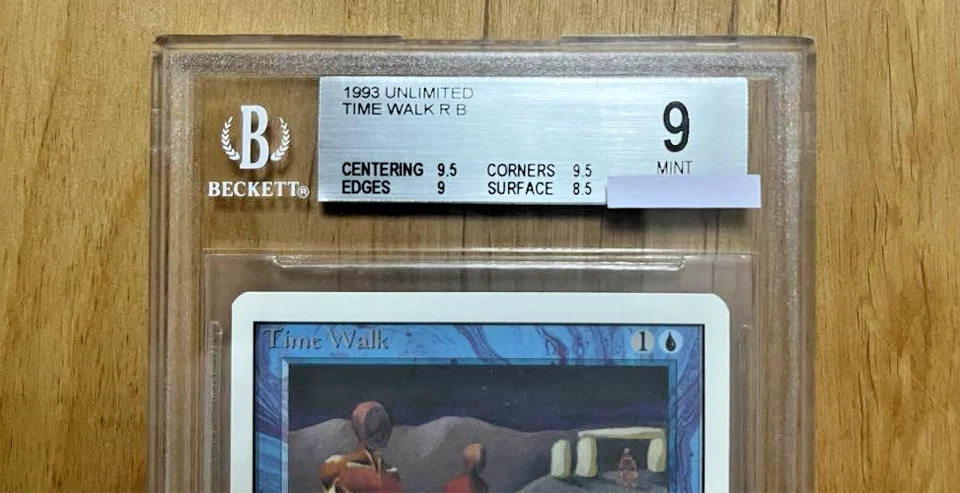 B
BECKETT®
1993 UNLIMITED
TIME WALK R B
9
MINT
CENTERING 9.5 CORNERS 9.5
EDGES 9 SURFACE 8.5
Time Walk 1